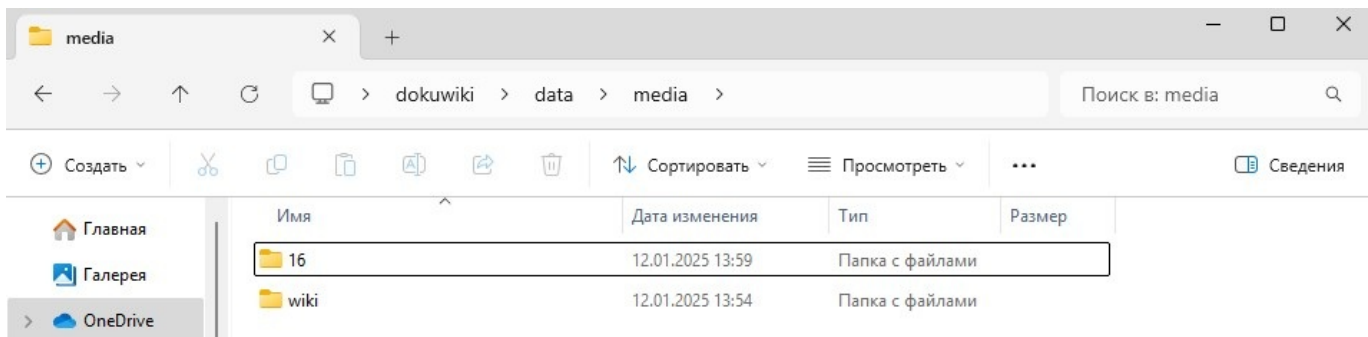 media
dokuwiki > data > media >
Поиск в: media
Создать
Сортировать
Просмотреть
Сведения
Главная
Галерея
OneDrive
Имя Дата изменения Тип Размер
16 12.01.2025 13:59 Папка с файлами
wiki 12.01.2025 13:54 Папка с файлами